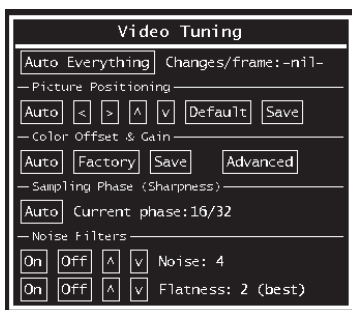 Video Tuning
Auto Everything Changes/frame:-nil-
Picture Positioning
Auto < > ^ v Default Save
Color Offset & Gain
Auto Factory Save Advanced
Sampling Phase (Sharpness)
Auto Current phase:16/32
Noise Filters
On Off ^ v Noise: 4
On Off ^ v Flatness: 2 (best)